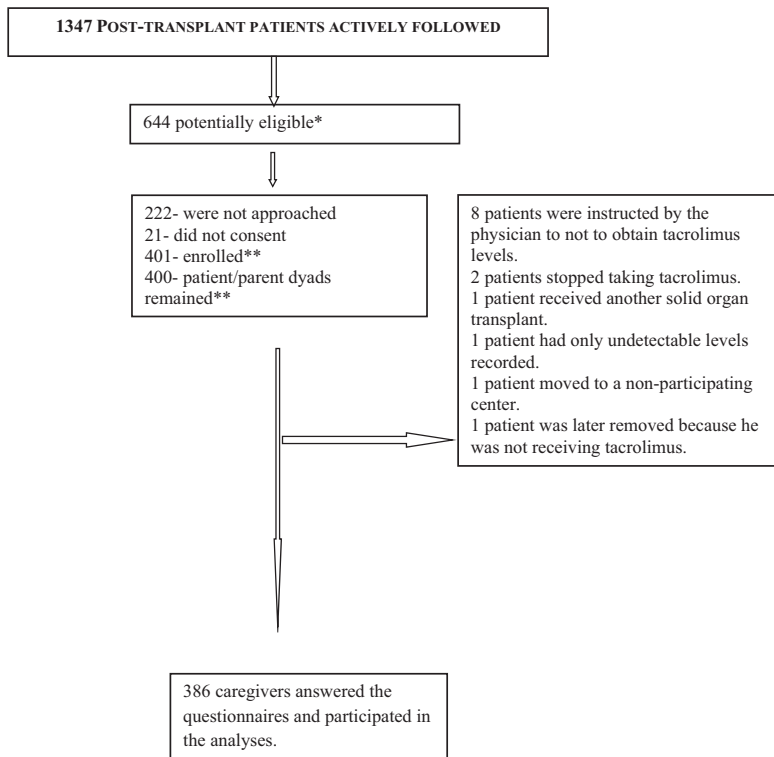 1347 POST-TRANSPLANT PATIENTS ACTIVELY FOLLOWED
644 potentially eligible*
222- were not approached
21- did not consent
401- enrolled**
400- patient/parent dyads
remained**
8 patients were instructed by the
physician to not to obtain tacrolimus
levels.
2 patients stopped taking tacrolimus.
1 patient received another solid organ
transplant.
1 patient had only undetectable levels
recorded.
1 patient moved to a non-participating
center.
1 patient was later removed because he
was not receiving tacrolimus.
386 caregivers answered the
questionnaires and participated in
the analyses.